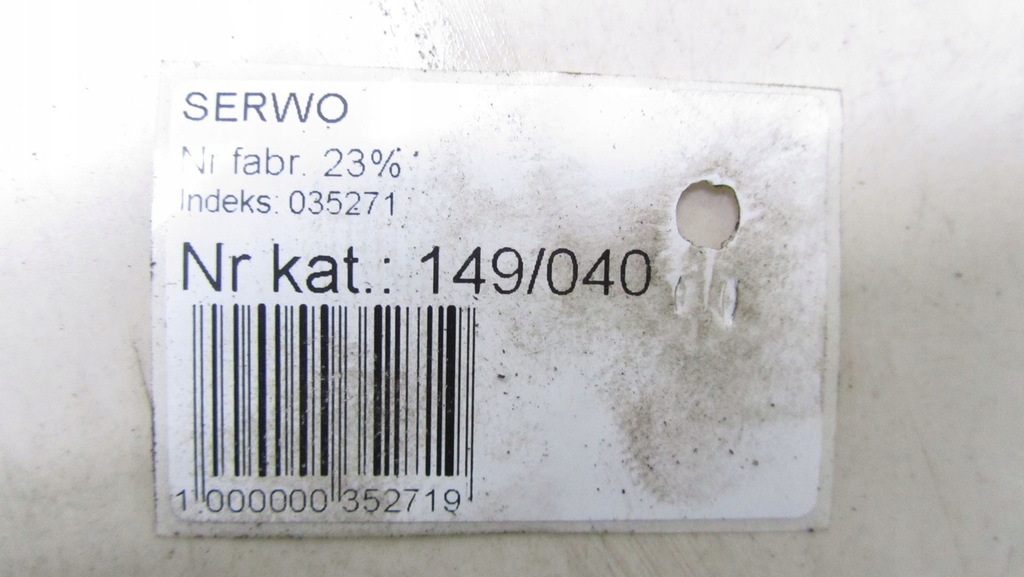 SERWO
Nr fabr. 23%
Indeks: 035271
Nr kat.: 149/040
1 000000 352719